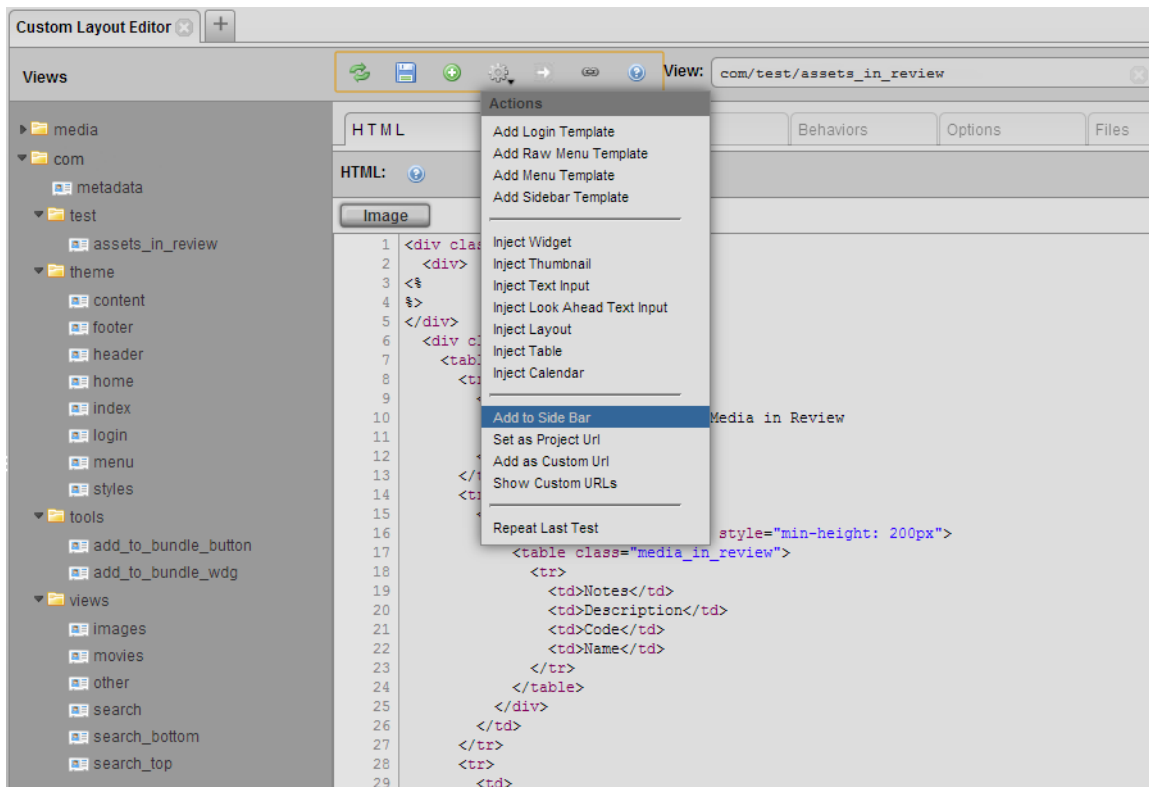 Custom Layout Editor
+
Views
View: com/test/assets_in_review
media
com
metadata
test
assets_in_review
theme
content
footer
header
home
index
login
menu
styles
tools
add_to_bundle_button
add_to_bundle_wdg
views
images
movies
other
search
search_bottom
search_top
HTML
Behaviors
Options
Files
HTML:
Image
Actions
Add Login Template
Add Raw Menu Template
Add Menu Template
Add Sidebar Template
Inject Widget
Inject Thumbnail
Inject Text Input
Inject Look Ahead Text Input
Inject Layout
Inject Table
Inject Calendar
Add to Side Bar
Set as Project Url
Add as Custom Url
Show Custom URLs
Repeat Last Test
1 <div clas
2 <div>
3 <%
4 %>
5 </div>
6 <div c
7 <tab
8 <t
9 <
10 Media in Review
11
12 <
13 </
14 <t
15 <
16 style="min-height: 200px">
17 <table class="media_in_review">
18 <tr>
19 <td>Notes</td>
20 <td>Description</td>
21 <td>Code</td>
22 <td>Name</td>
23 </tr>
24 </table>
25 </div>
26 </td>
27 </tr>
28 <tr>
29 <td>